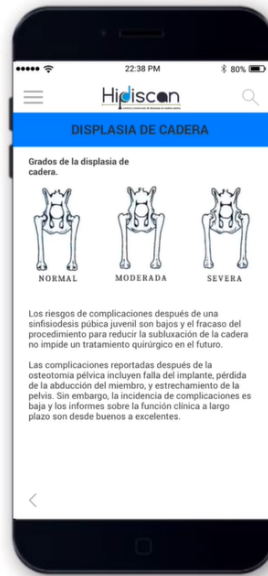 22:38 PM
80%
Hipdiscan
DISPLASIA DE CADERA
Grados de la displasia de
cadera.
NORMAL
MODERADA
SEVERA
Los riesgos de complicaciones después de una
sinfisiodesis púbica juvenil son bajos y el fracaso del
procedimiento para reducir la subluxación de la cadera
no impide un tratamiento quirúrgico en el futuro.
Las complicaciones reportadas después de la
osteotomía pélvica incluyen falla del implante, pérdida
de la abducción del miembro, y estrechamiento de la
pelvis. Sin embargo, la incidencia de complicaciones es
baja y los informes sobre la función clínica a largo
plazo son desde buenos a excelentes.